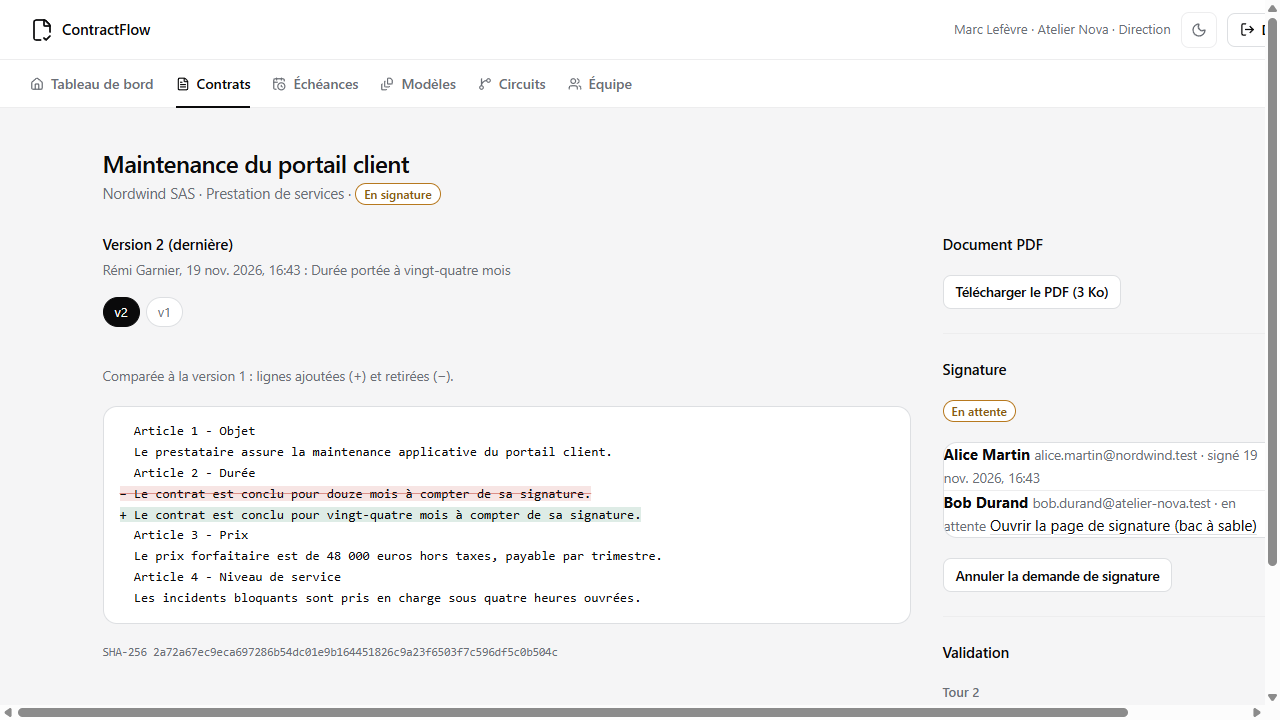 ContractFlow
Marc Lefèvre · Atelier Nova · Direction
Tableau de bord
Contrats
Échéances
Modèles
Circuits
Équipe
Maintenance du portail client
Nordwind SAS · Prestation de services · En signature
Version 2 (dernière)
Rémi Garnier, 19 nov. 2026, 16:43 : Durée portée à vingt-quatre mois
v2 v1
Comparée à la version 1 : lignes ajoutées (+) et retirées (−).
Article 1 - Objet
Le prestataire assure la maintenance applicative du portail client.
Article 2 - Durée
− Le contrat est conclu pour douze mois à compter de sa signature.
+ Le contrat est conclu pour vingt-quatre mois à compter de sa signature.
Article 3 - Prix
Le prix forfaitaire est de 48 000 euros hors taxes, payable par trimestre.
Article 4 - Niveau de service
Les incidents bloquants sont pris en charge sous quatre heures ouvrées.
SHA-256 2a72a67ec9eca697286b54dc01e9b164451826c9a23f6503f7c596df5c0b504c
Document PDF
Télécharger le PDF (3 Ko)
Signature
En attente
Alice Martin alice.martin@nordwind.test · signé 19
nov. 2026, 16:43
Bob Durand bob.durand@atelier-nova.test · en
attente Ouvrir la page de signature (bac à sable)
Annuler la demande de signature
Validation
Tour 2